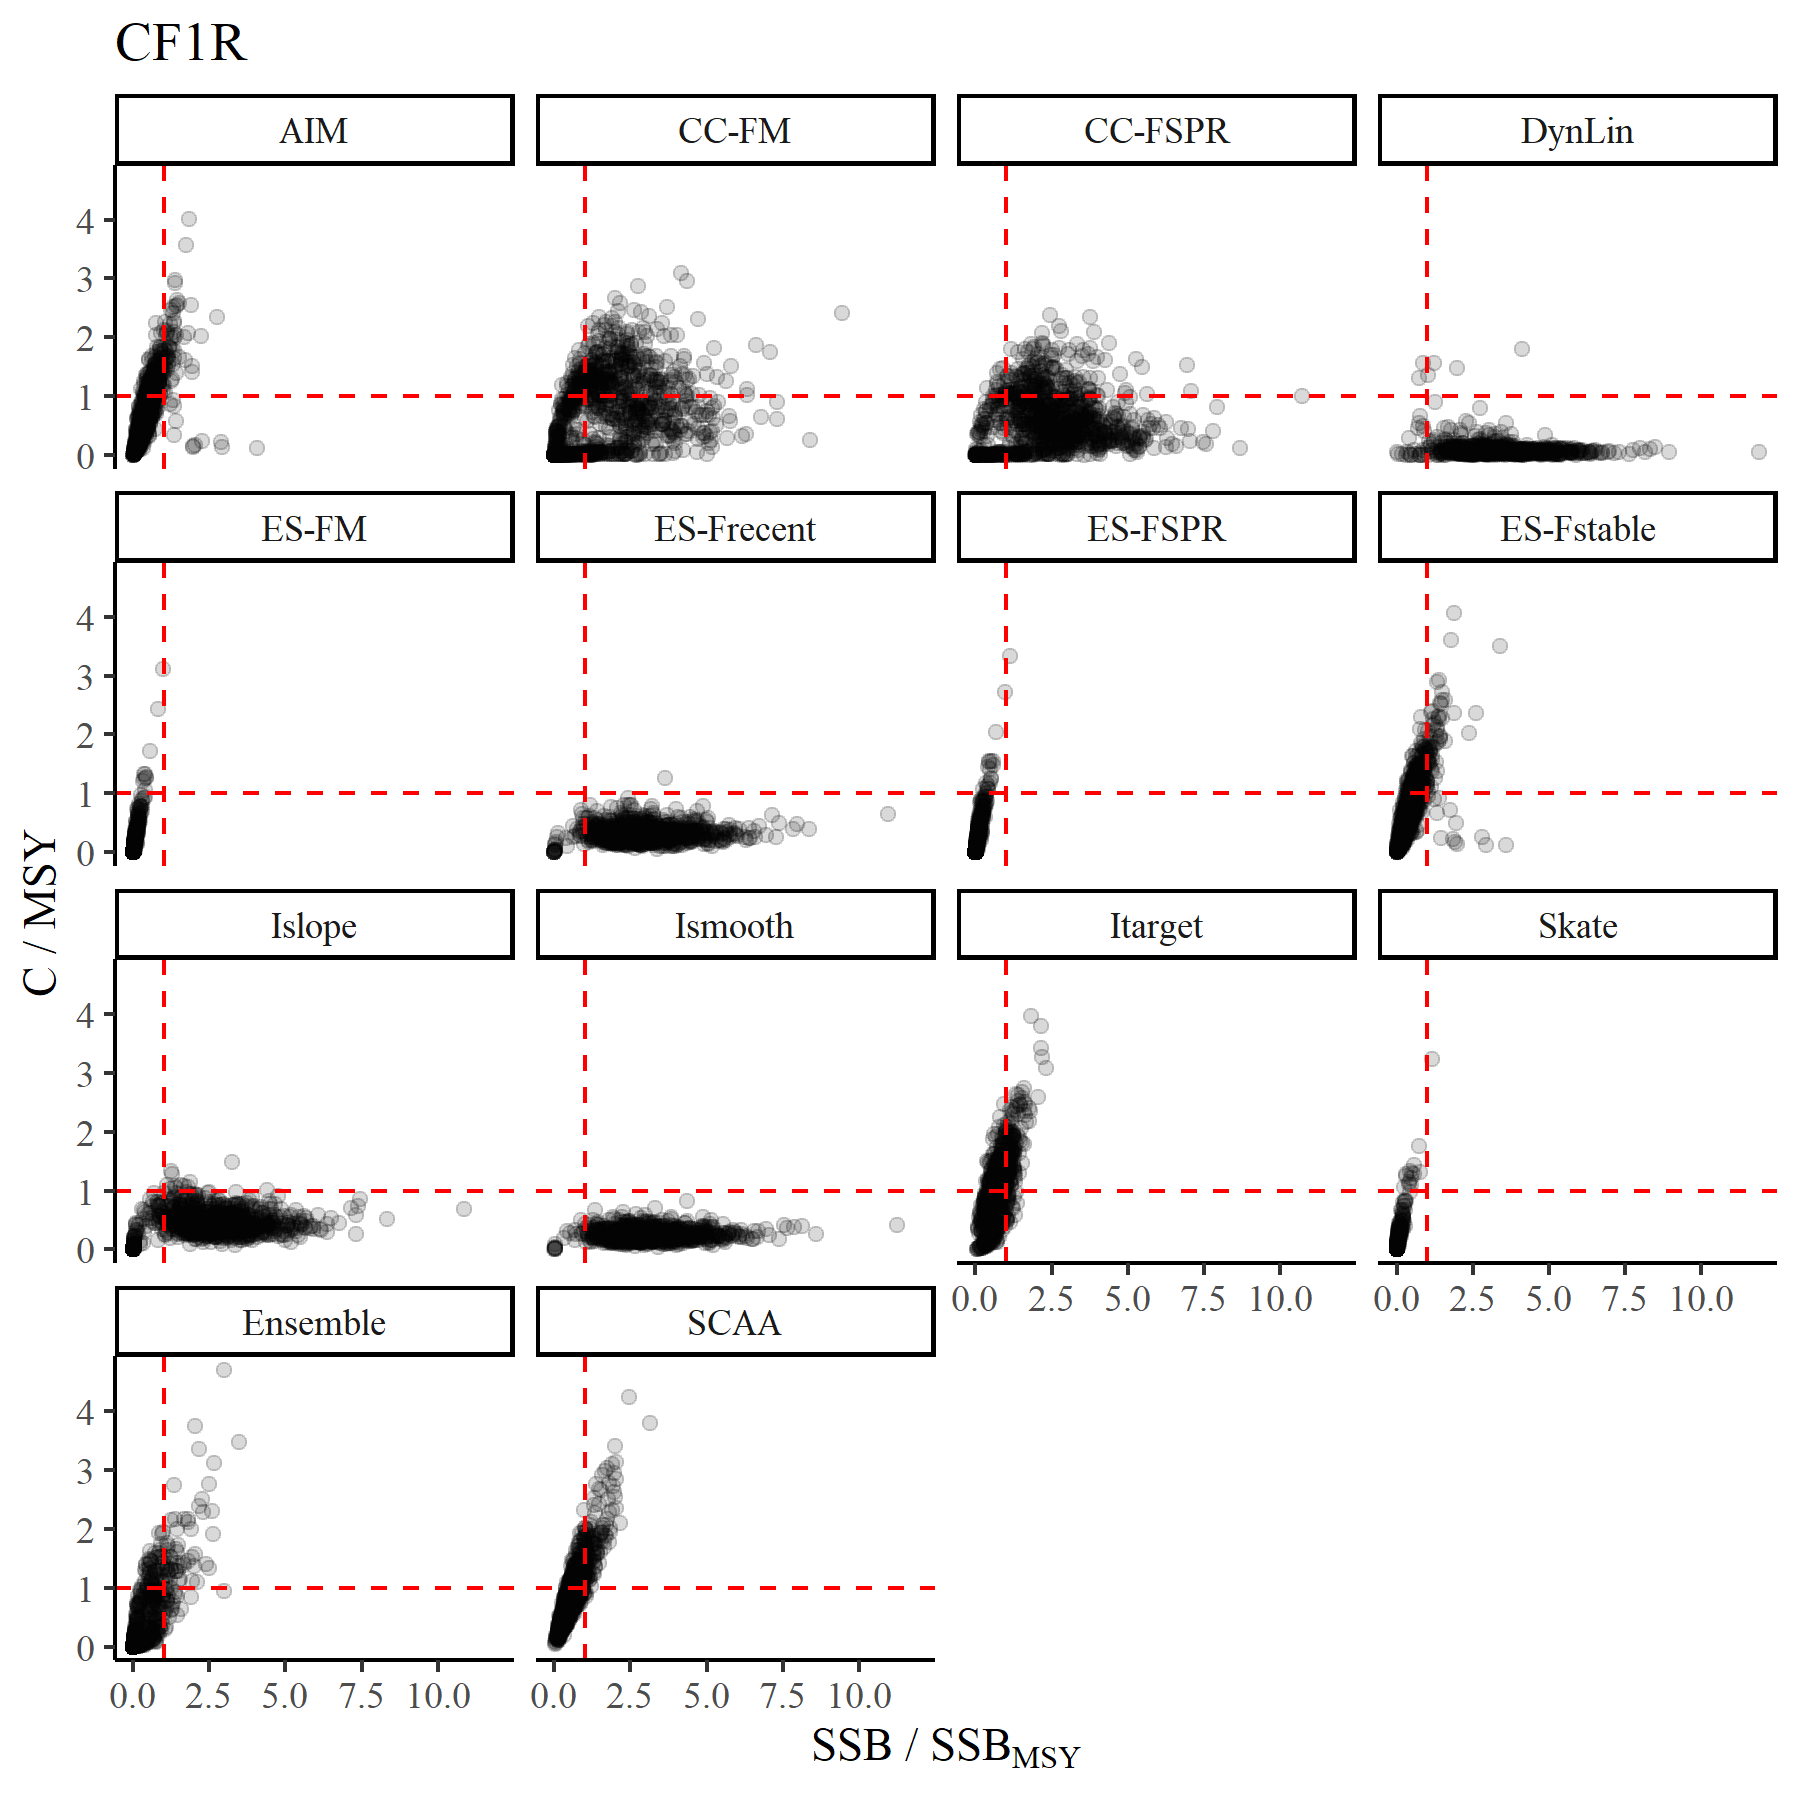 CF1R
AIM CC-FM CC-FSPR DynLin
4
3
2
1
0
ES-FM ES-Frecent ES-FSPR ES-Fstable
4
3
2
1
0
C / MSY
Islope Ismooth Itarget Skate
4
3
2
1
0
0.0 2.5 5.0 7.5 10.0 0.0 2.5 5.0 7.5 10.0
Ensemble SCAA
4
3
2
1
0
0.0 2.5 5.0 7.5 10.0 0.0 2.5 5.0 7.5 10.0
SSB / SSBMSY